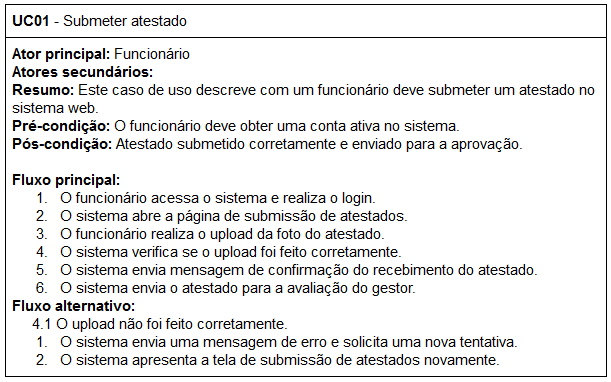 UC01 - Submeter atestado
Ator principal: Funcionário
Atores secundários:
Resumo: Este caso de uso descreve com um funcionário deve submeter um atestado no
sistema web.
Pré-condição: O funcionário deve obter uma conta ativa no sistema.
Pós-condição: Atestado submetido corretamente e enviado para a aprovação.
Fluxo principal:
1. O funcionário acessa o sistema e realiza o login.
2. O sistema abre a página de submissão de atestados.
3. O funcionário realiza o upload da foto do atestado.
4. O sistema verifica se o upload foi feito corretamente.
5. O sistema envia mensagem de confirmação do recebimento do atestado.
6. O sistema envia o atestado para a avaliação do gestor.
Fluxo alternativo:
4.1 O upload não foi feito corretamente.
1. O sistema envia uma mensagem de erro e solicita uma nova tentativa.
2. O sistema apresenta a tela de submissão de atestados novamente.